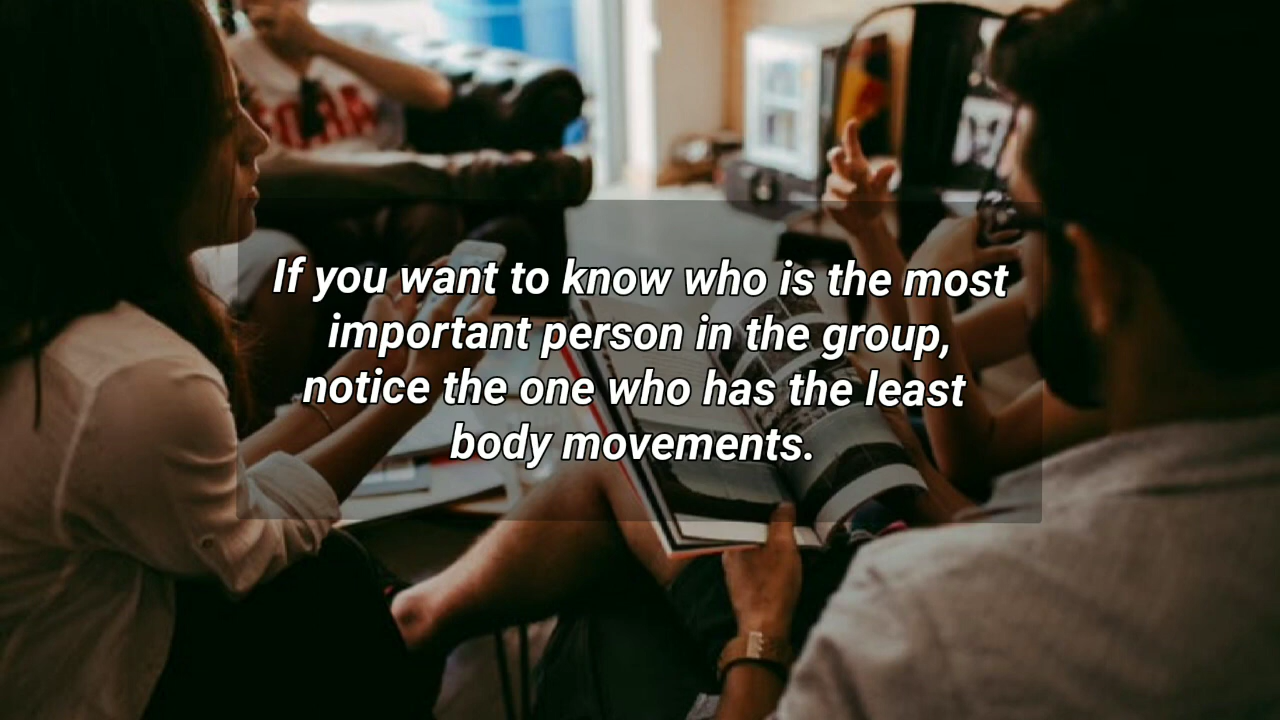 If you want to know who is the most
important person in the group,
notice the one who has the least
body movements.